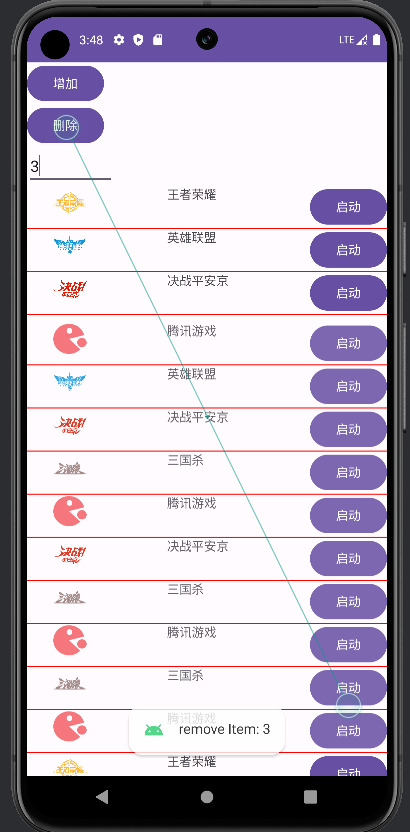 3:48
LTE
增加
删除
3
王者荣耀
启动
英雄联盟
启动
决战平安京
启动
腾讯游戏
启动
英雄联盟
启动
决战平安京
启动
三国杀
启动
腾讯游戏
启动
决战平安京
启动
三国杀
启动
腾讯游戏
启动
三国杀
启动
腾讯游戏
启动
remove Item: 3
王者荣耀
启动